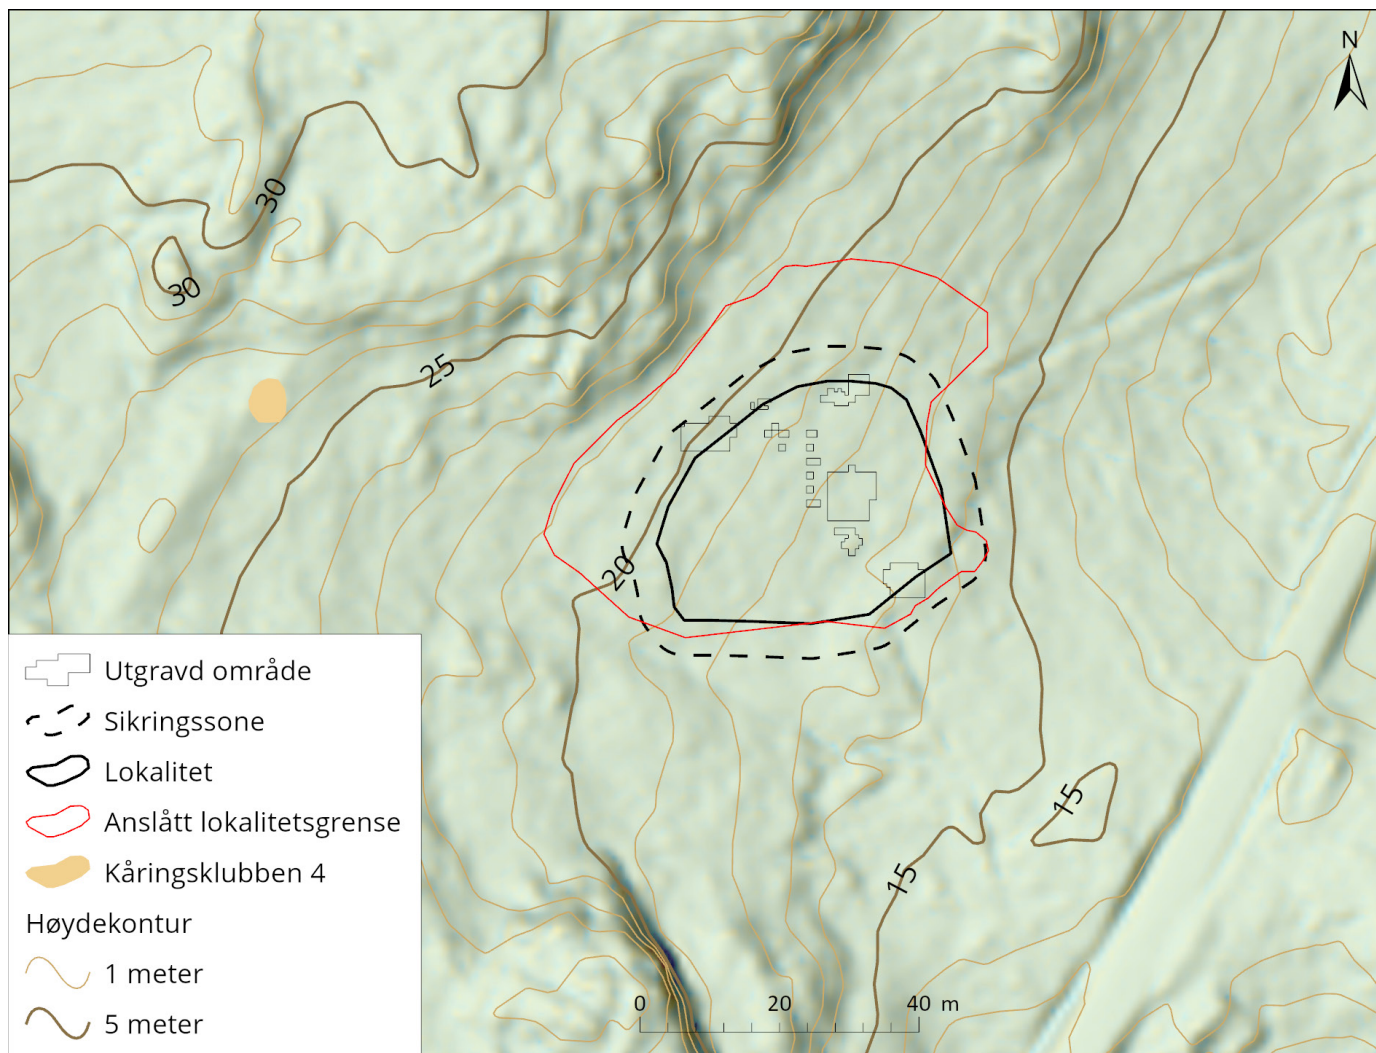 N
30
30
25
20
15
15
Utgravd område
Sikringssone
Lokalitet
Anslått lokalitetsgrense
Kåringsklubben 4
Høydekontur
1 meter
5 meter
0 20 40 m